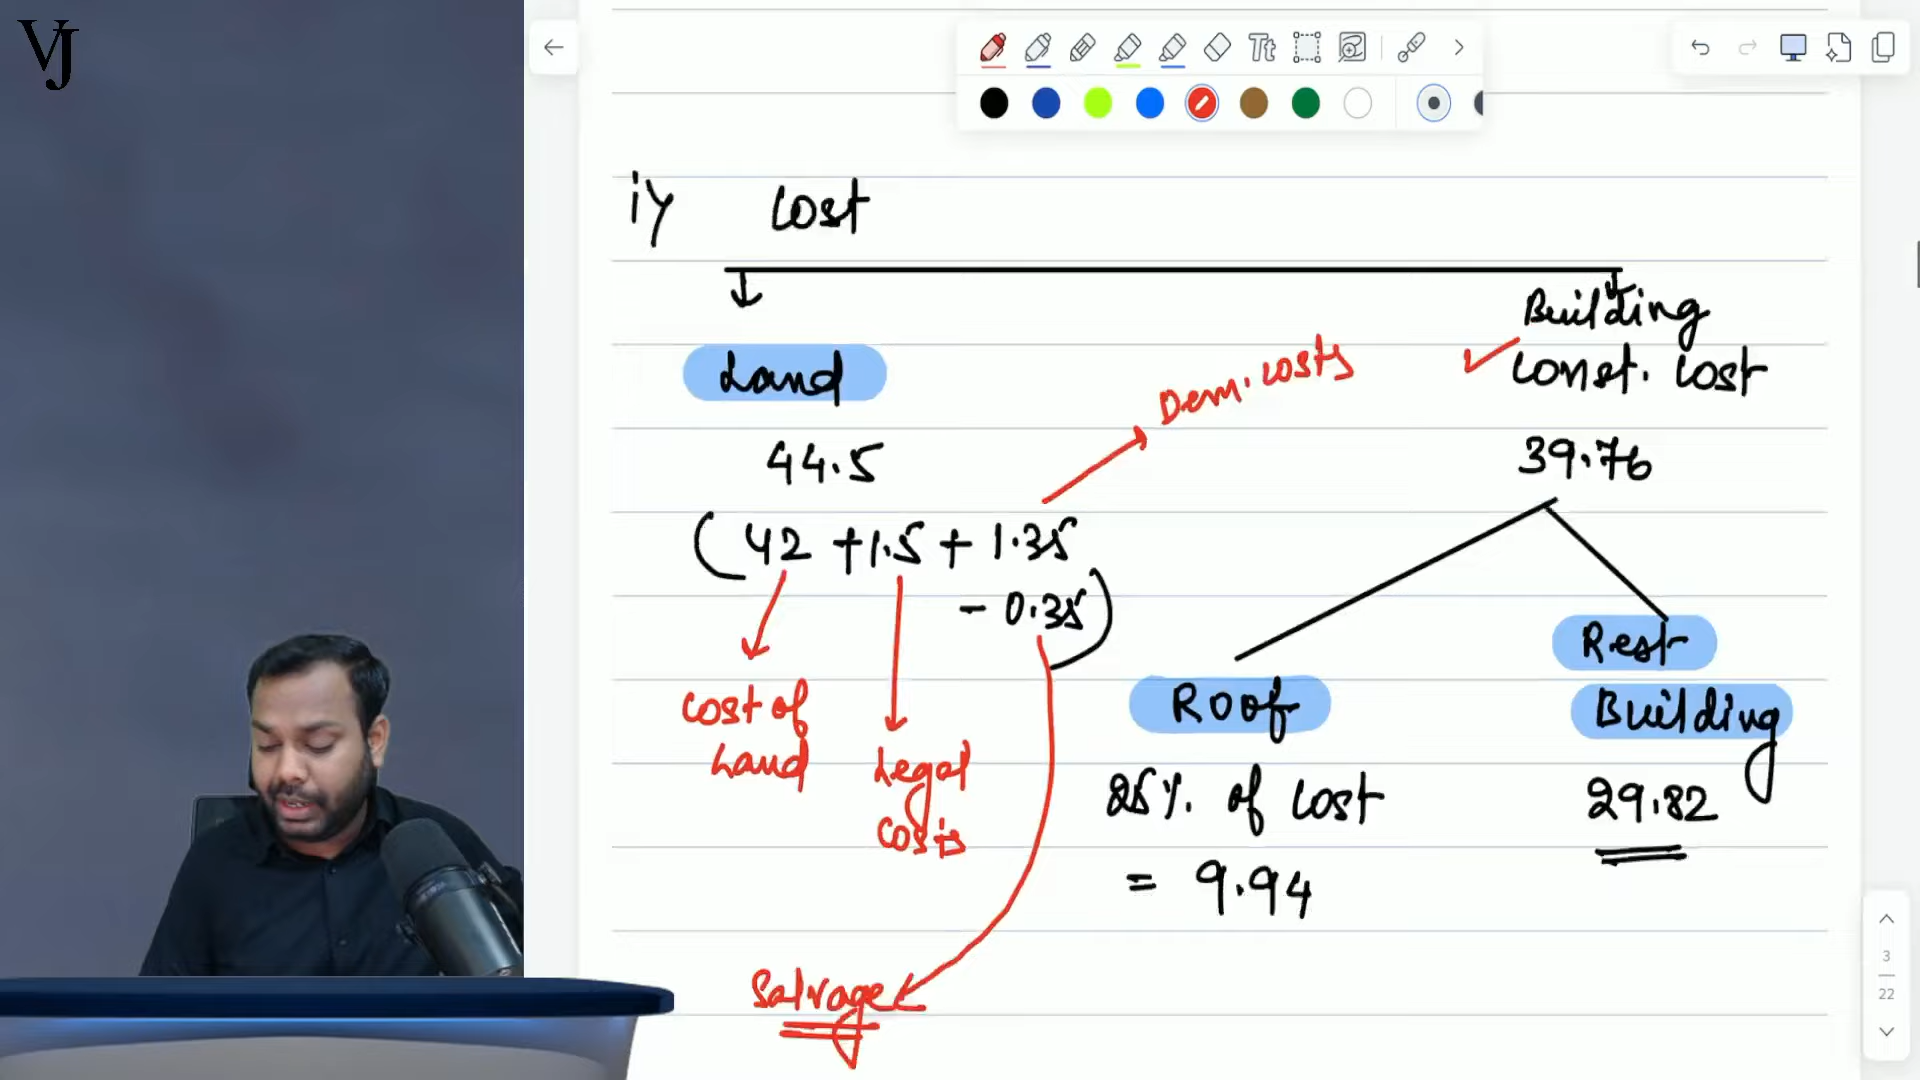 VJ
Tt
i) Cost
Land
Building
Const. Cost
Dem. costs
44.5
39.76
( 42 + 1.5 + 1.35
- 0.35 )
Cost of
Land
Legal
Costs
Salvage
Roof
25% of Cost
= 9.94
Rest
Building
29.82
3
22